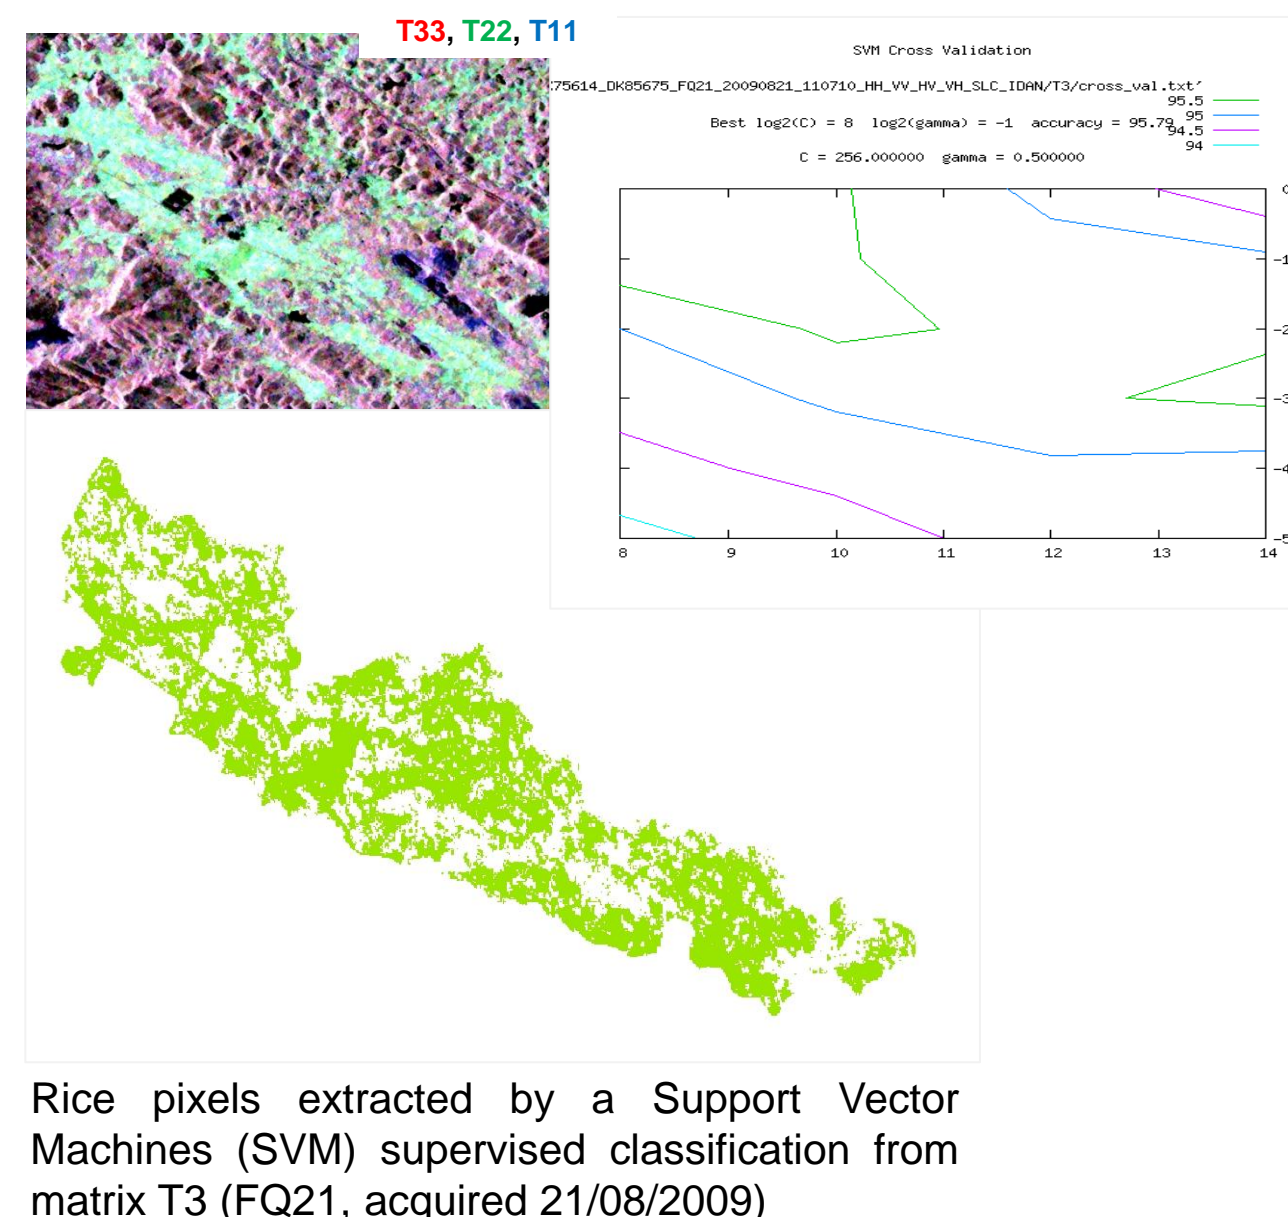 T33, T22, T11
SVM Cross Validation
75614_DK85675_FQ21_20090821_110710_HH_VV_HV_VH_SLC_IDAN/T3/cross_val.txt'
95.5
Best log2(C) = 8 log2(gamma) = -1 accuracy = 95.79
95
94.5
94
C = 256.000000 gamma = 0.500000
0
-1
-2
-3
-4
-5
8 9 10 11 12 13 14
Rice pixels extracted by a Support Vector
Machines (SVM) supervised classification from
matrix T3 (FQ21, acquired 21/08/2009)